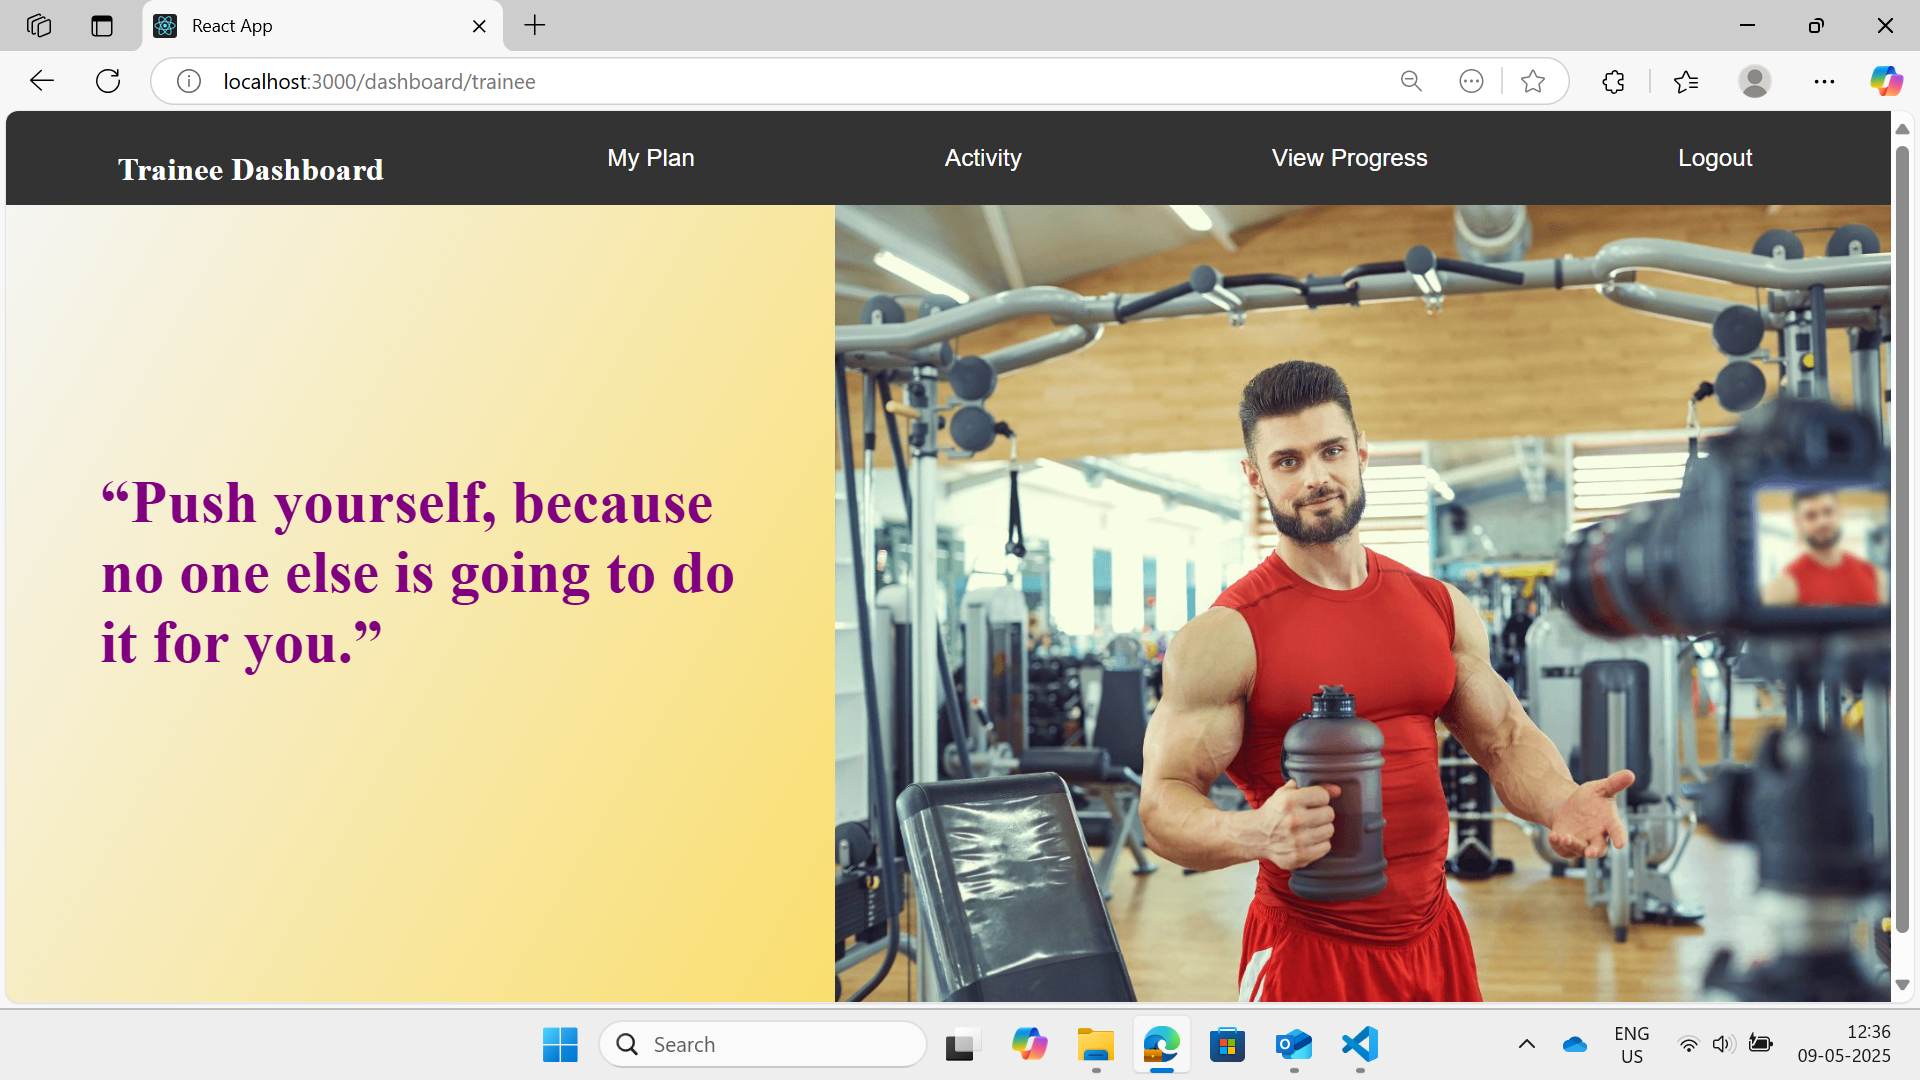 React App
localhost:3000/dashboard/trainee
Trainee Dashboard
My Plan
Activity
View Progress
Logout
“Push yourself, because
no one else is going to do
it for you.”
Search
ENG
US
12:36
09-05-2025